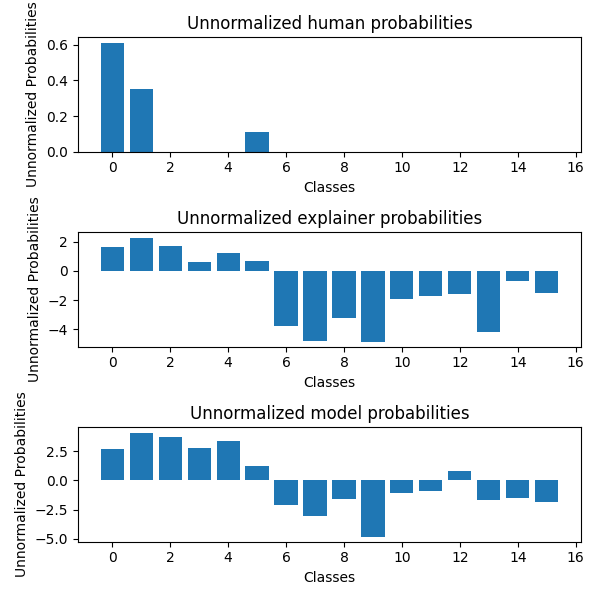 Unnormalized human probabilities
Unnormalized Probabilities
0.6
0.4
0.2
0.0
0 2 4 6 8 10 12 14 16
Classes
Unnormalized explainer probabilities
Unnormalized Probabilities
2
0
−2
−4
0 2 4 6 8 10 12 14 16
Classes
Unnormalized model probabilities
Unnormalized Probabilities
2.5
0.0
−2.5
−5.0
0 2 4 6 8 10 12 14 16
Classes